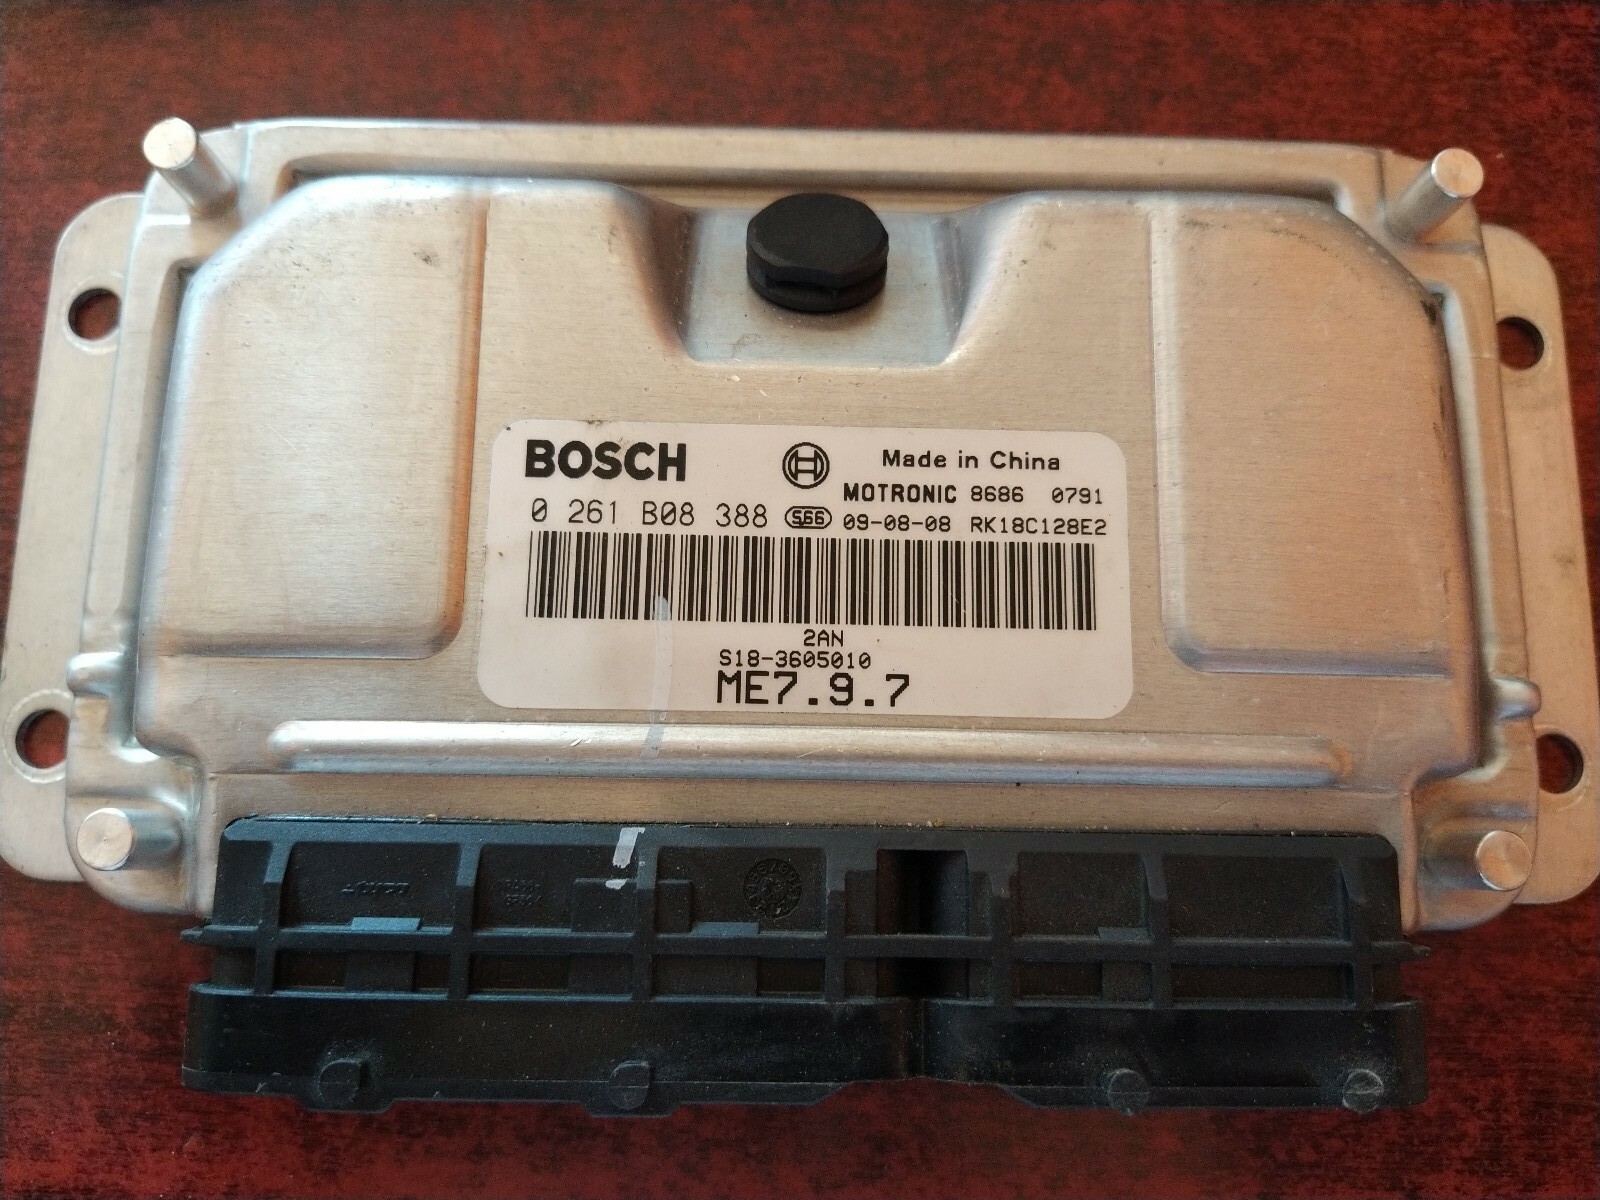 BOSCH
Made in China
MOTRONIC 8686 0791
0 261 B08 388 S66 09-08-08 RK18C128E2
2AN
S18-3605010
ME7.9.7